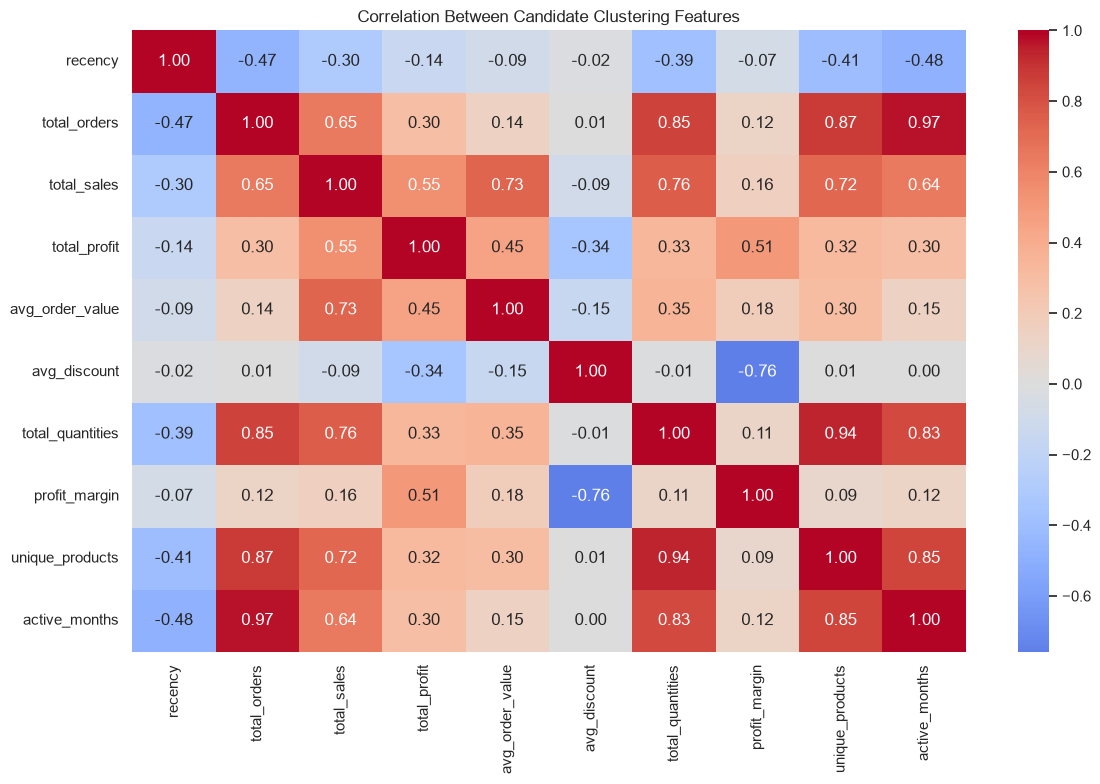 Correlation Between Candidate Clustering Features
recency 1.00 -0.47 -0.30 -0.14 -0.09 -0.02 -0.39 -0.07 -0.41 -0.48
total_orders -0.47 1.00 0.65 0.30 0.14 0.01 0.85 0.12 0.87 0.97
total_sales -0.30 0.65 1.00 0.55 0.73 -0.09 0.76 0.16 0.72 0.64
total_profit -0.14 0.30 0.55 1.00 0.45 -0.34 0.33 0.51 0.32 0.30
avg_order_value -0.09 0.14 0.73 0.45 1.00 -0.15 0.35 0.18 0.30 0.15
avg_discount -0.02 0.01 -0.09 -0.34 -0.15 1.00 -0.01 -0.76 0.01 0.00
total_quantities -0.39 0.85 0.76 0.33 0.35 -0.01 1.00 0.11 0.94 0.83
profit_margin -0.07 0.12 0.16 0.51 0.18 -0.76 0.11 1.00 0.09 0.12
unique_products -0.41 0.87 0.72 0.32 0.30 0.01 0.94 0.09 1.00 0.85
active_months -0.48 0.97 0.64 0.30 0.15 0.00 0.83 0.12 0.85 1.00
recency
total_orders
total_sales
total_profit
avg_order_value
avg_discount
total_quantities
profit_margin
unique_products
active_months
1.0
0.8
0.6
0.4
0.2
0.0
−0.2
−0.4
−0.6